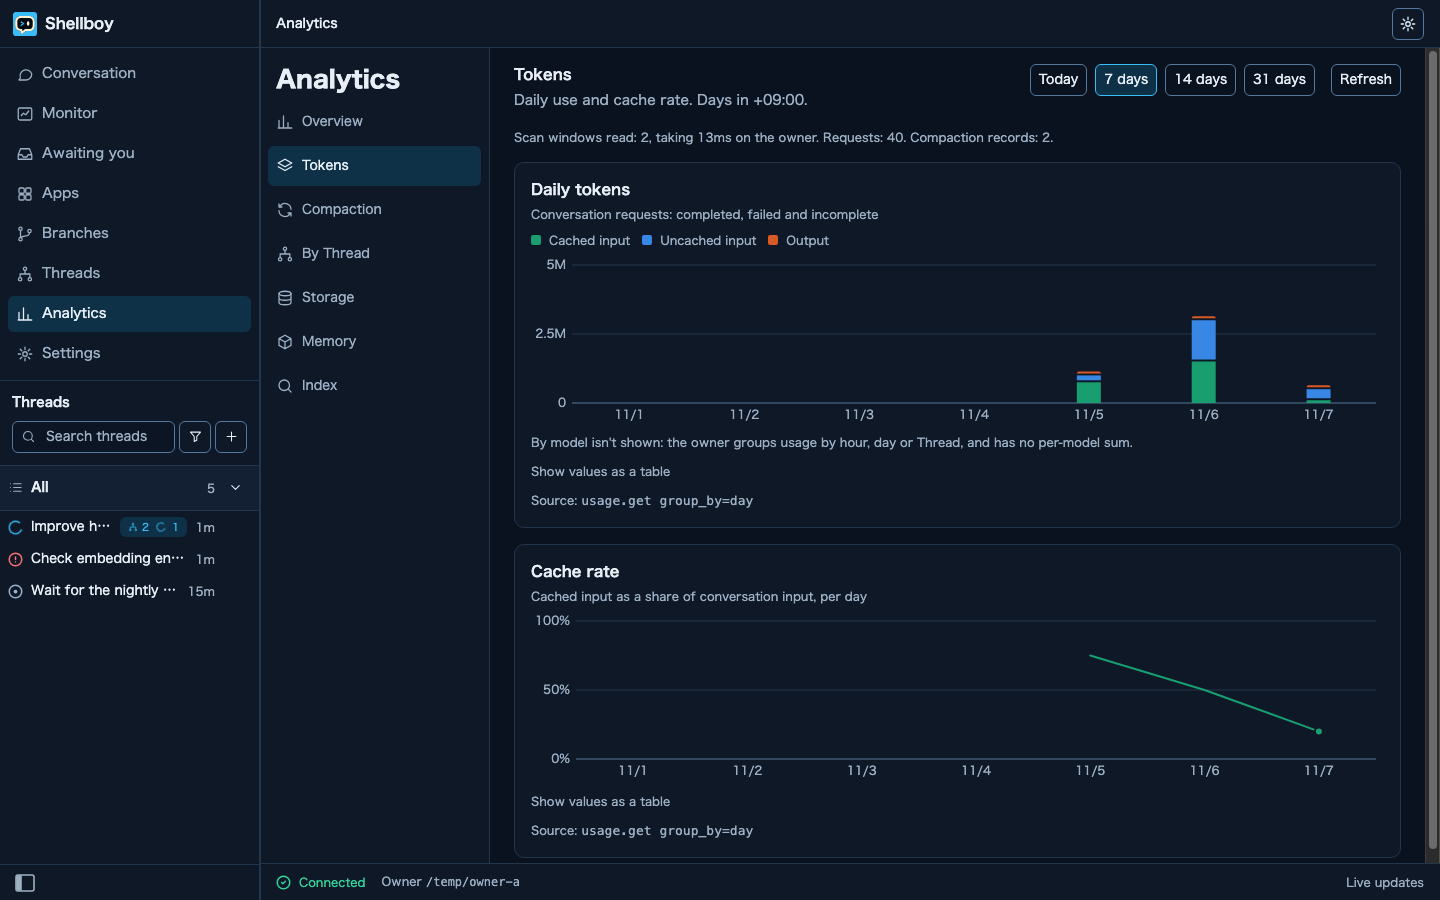 Shellboy
Analytics
Conversation
Monitor
Awaiting you
Apps
Branches
Threads
Analytics
Settings
Threads
Search threads
All 5
Improve h… 2 1 1m
Check embedding en… 1m
Wait for the nightly … 15m
Analytics
Overview
Tokens
Compaction
By Thread
Storage
Memory
Index
Tokens
Daily use and cache rate. Days in +09:00.
Today 7 days 14 days 31 days Refresh
Scan windows read: 2, taking 13ms on the owner. Requests: 40. Compaction records: 2.
Daily tokens
Conversation requests: completed, failed and incomplete
Cached input Uncached input Output
5M
2.5M
0
11/1 11/2 11/3 11/4 11/5 11/6 11/7
By model isn't shown: the owner groups usage by hour, day or Thread, and has no per-model sum.
Show values as a table
Source: usage.get group_by=day
Cache rate
Cached input as a share of conversation input, per day
100%
50%
0%
11/1 11/2 11/3 11/4 11/5 11/6 11/7
Show values as a table
Source: usage.get group_by=day
Connected Owner /temp/owner-a Live updates